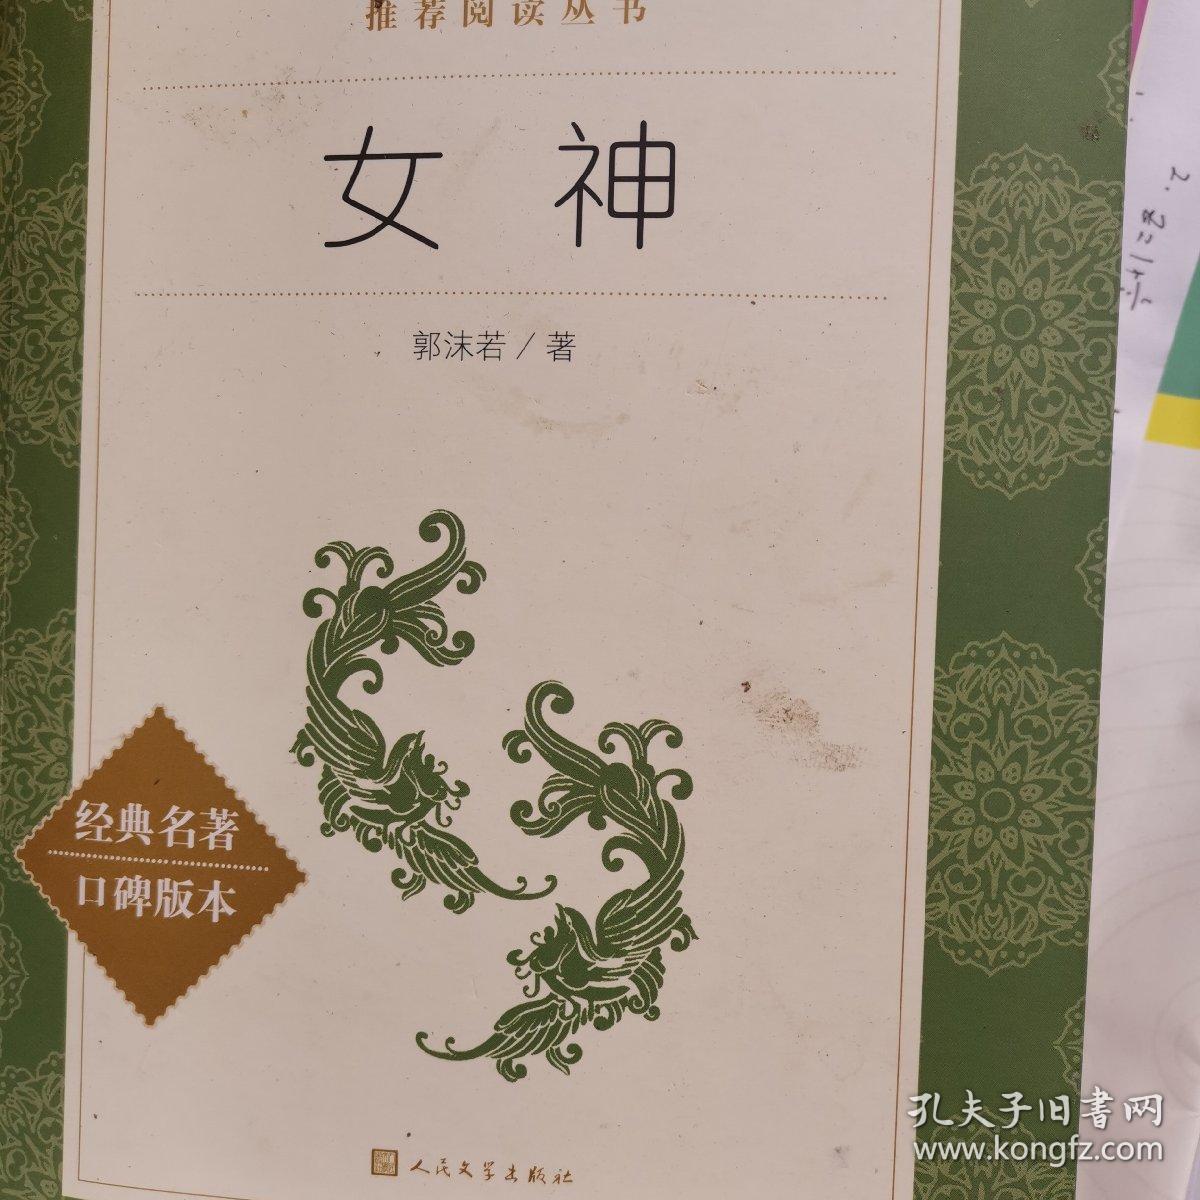 推荐阅读丛书
女神
郭沫若／著
经典名著
口碑版本
人民文学出版社
2.
孔夫子旧书网
www.kongfz.com